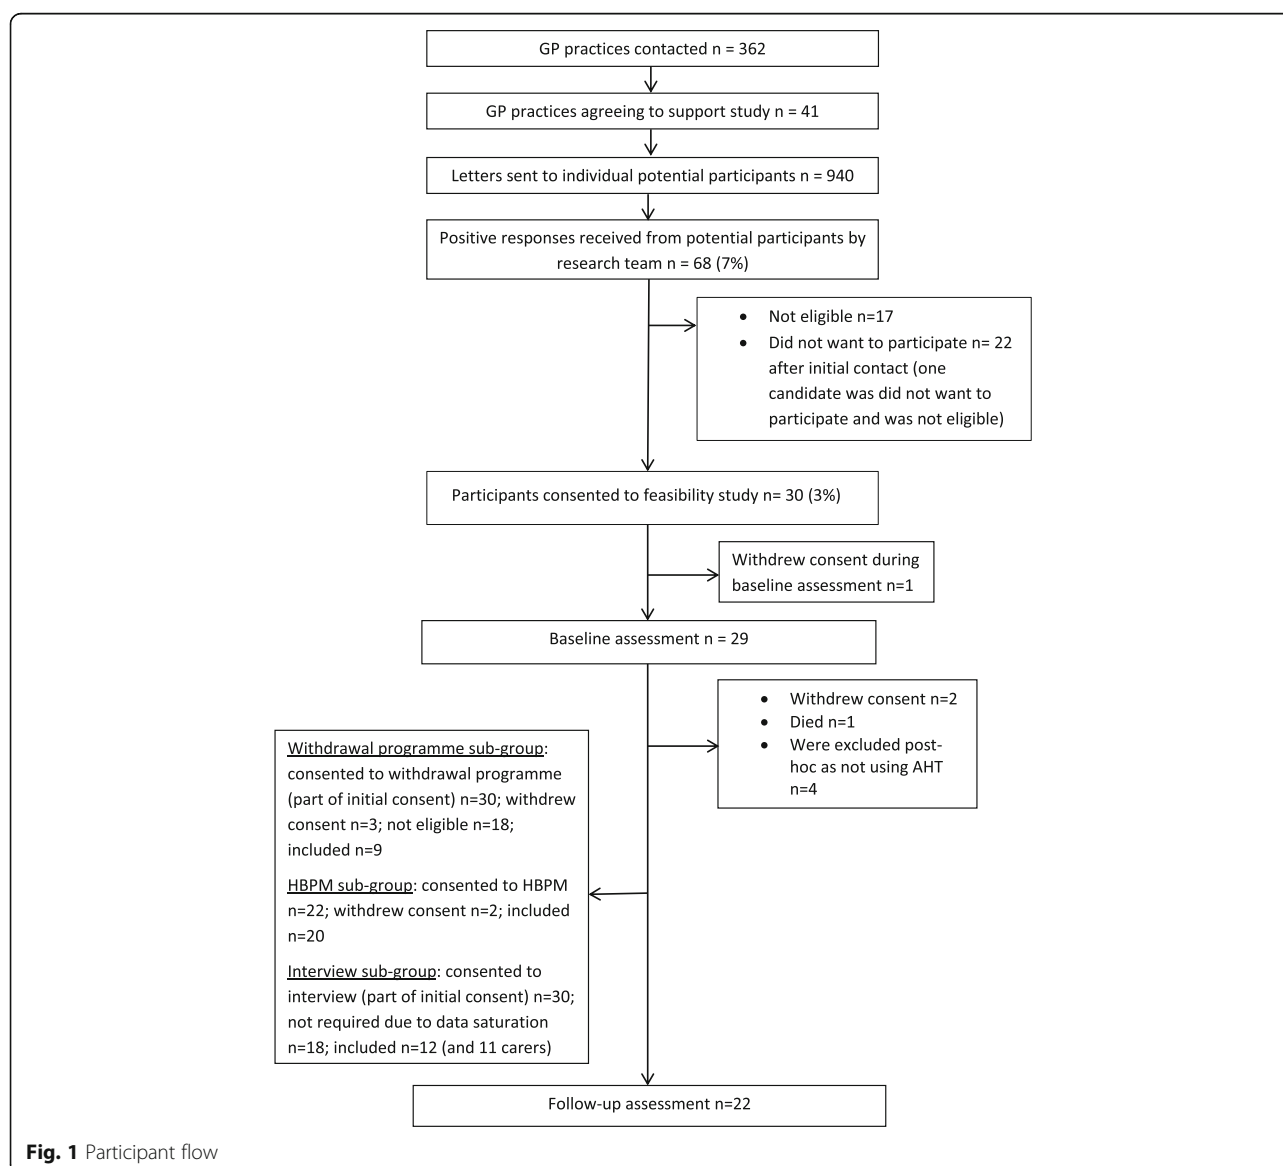 GP practices contacted n = 362
GP practices agreeing to support study n = 41
Letters sent to individual potential participants n = 940
Positive responses received from potential participants by
research team n = 68 (7%)
• Not eligible n=17
• Did not want to participate n= 22
after initial contact (one
candidate was did not want to
participate and was not eligible)
Participants consented to feasibility study n= 30 (3%)
Withdrew consent during
baseline assessment n=1
Baseline assessment n = 29
• Withdrew consent n=2
• Died n=1
• Were excluded post-
hoc as not using AHT
n=4
Withdrawal programme sub-group:
consented to withdrawal programme
(part of initial consent) n=30; withdrew
consent n=3; not eligible n=18;
included n=9
HBPM sub-group: consented to HBPM
n=22; withdrew consent n=2; included
n=20
Interview sub-group: consented to
interview (part of initial consent) n=30;
not required due to data saturation
n=18; included n=12 (and 11 carers)
Follow-up assessment n=22
Fig. 1 Participant flow